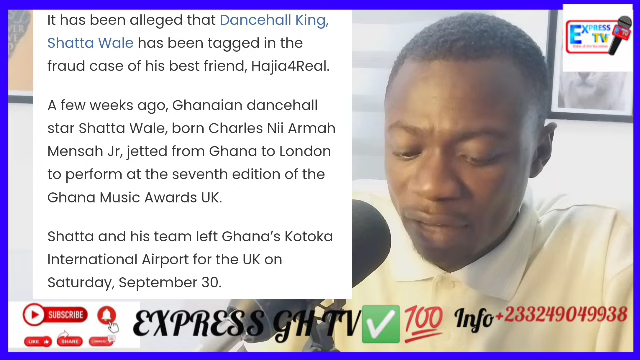 It has been alleged that Dancehall King,
Shatta Wale has been tagged in the
fraud case of his best friend, Hajia4Real.
A few weeks ago, Ghanaian dancehall
star Shatta Wale, born Charles Nii Armah
Mensah Jr, jetted from Ghana to London
to perform at the seventh edition of the
Ghana Music Awards UK.
Shatta and his team left Ghana's Kotoka
International Airport for the UK on
Saturday, September 30.
EXPRESS
TV
SUBSCRIBE
LIKE
SHARE
EXPRESS GH TV✅💯 Info+233249049938